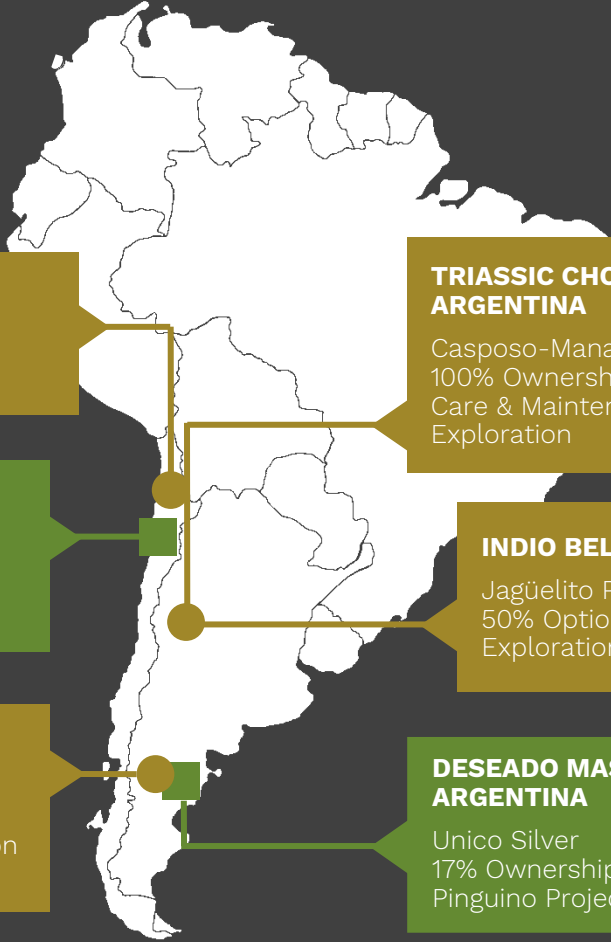 TRIASSIC CHO
ARGENTINA
Casposo-Mana
100% Ownersh
Care & Mainten
Exploration
INDIO BEL
Jagüelito P
50% Optio
Exploration
on
DESEADO MAS
ARGENTINA
Unico Silver
17% Ownership
Pinguino Projec